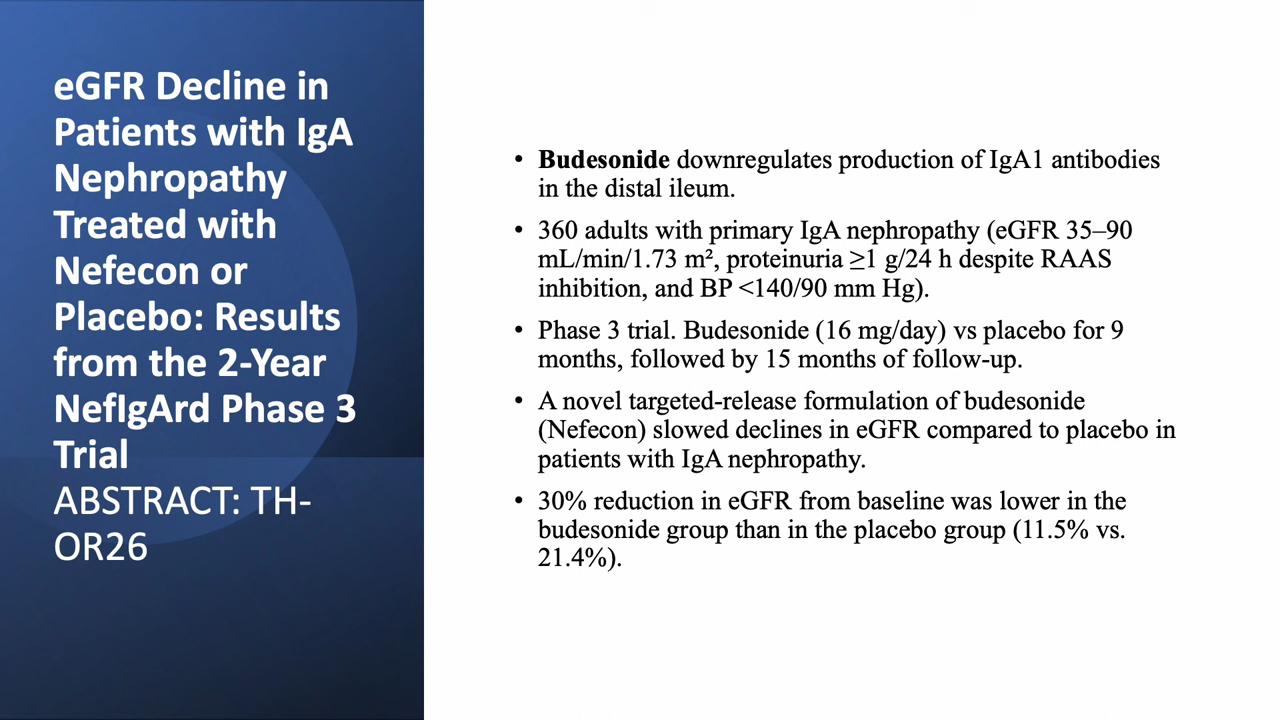 eGFR Decline in
Patients with IgA
Nephropathy
Treated with
Nefecon or
Placebo: Results
from the 2-Year
NefIgArd Phase 3
Trial
ABSTRACT: TH-
OR26
• Budesonide downregulates production of IgA1 antibodies
in the distal ileum.
• 360 adults with primary IgA nephropathy (eGFR 35–90
mL/min/1.73 m², proteinuria ≥1 g/24 h despite RAAS
inhibition, and BP <140/90 mm Hg).
• Phase 3 trial. Budesonide (16 mg/day) vs placebo for 9
months, followed by 15 months of follow-up.
• A novel targeted-release formulation of budesonide
(Nefecon) slowed declines in eGFR compared to placebo in
patients with IgA nephropathy.
• 30% reduction in eGFR from baseline was lower in the
budesonide group than in the placebo group (11.5% vs.
21.4%).